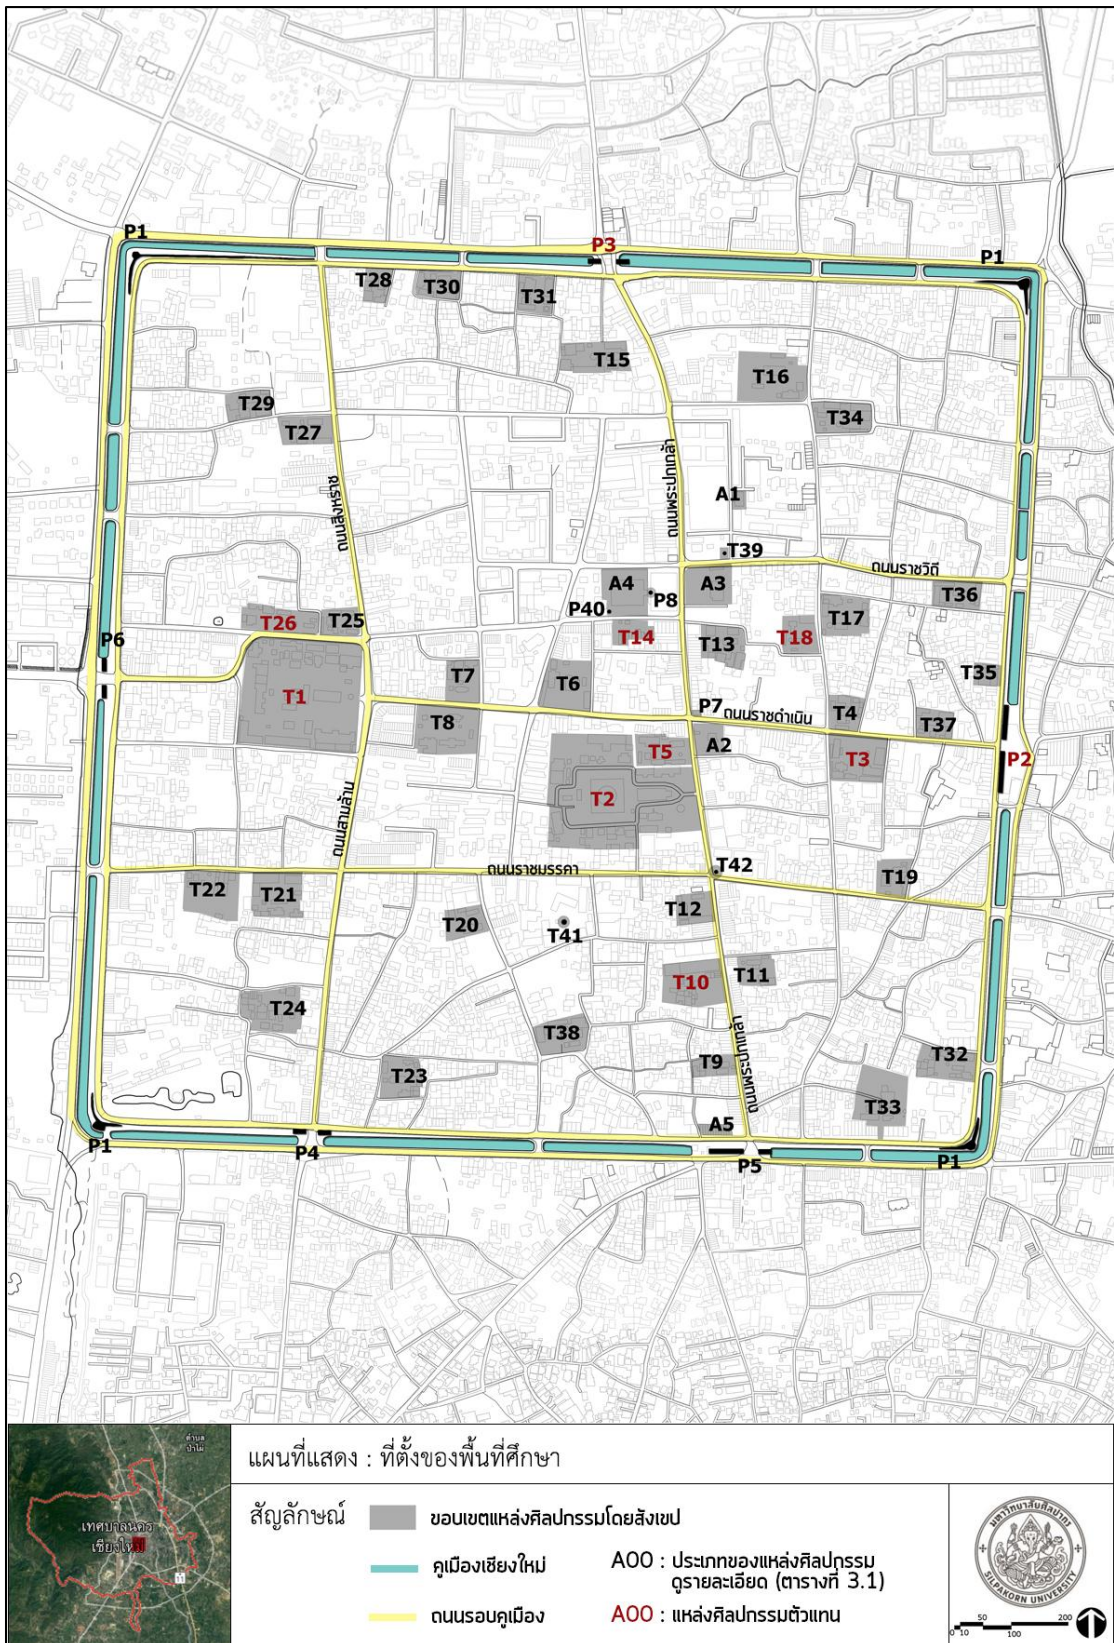 P1
P3
P1
T28
T30
T31
T15
T16
T29
T27
T34
ถนนสิงหราช
ถนนพระปกเกล้า
A1
T39
ถนนราชวิถี
A4
P8
A3
T36
P40
T17
T26
T25
T14
T13
T18
P6
T7
T6
T35
T1
P7
ถนนราชดำเนิน
T4
T37
T8
T5
A2
T3
P2
T2
ถนนสามล้าน
ถนนราชมรรคา
T42
T22
T21
T19
T20
T41
T12
T10
T11
T24
T38
ถนนพระปกเกล้า
T9
T32
T23
T33
A5
P1
P4
P5
P1
ตำบล
ป่าไผ่
เทศบาลนคร
เชียงใหม่
11
แผนที่แสดง : ที่ตั้งของพื้นที่ศึกษา
สัญลักษณ์
ขอบเขตแหล่งศิลปกรรมโดยสังเขป
คูเมืองเชียงใหม่
ถนนรอบคูเมือง
A00 : ประเภทของแหล่งศิลปกรรม
ดูรายละเอียด (ตารางที่ 3.1)
A00 : แหล่งศิลปกรรมตัวแทน
มหาวิทยาลัยศิลปากร
SILPAKORN UNIVERSITY
0 10 50 100 200